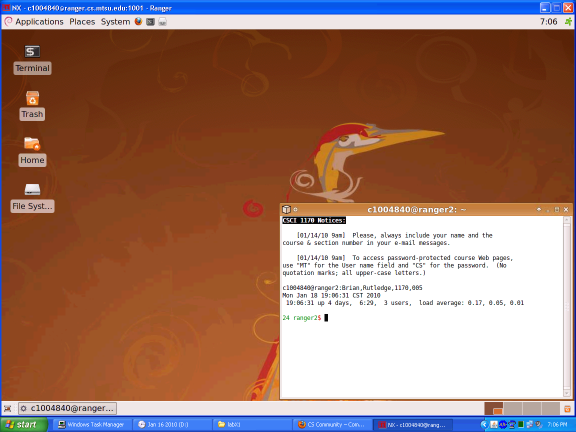 NX - c1004840@ranger.cs.mtsu.edu:1001 - Ranger
Applications Places System 7:06
Terminal
Trash
Home
File Syst...
c1004840@ranger2: ~
CSCI 1170 Notices:
[01/14/10 9am] Please, always include your name and the
course & section number in your e-mail messages.
[01/14/10 9am] To access password-protected course Web pages,
use "MT" for the User name field and "CS" for the password. (No
quotation marks; all upper-case letters.)
c1004840@ranger2:Brian,Rutledge,1170,005
Mon Jan 18 19:06:31 CST 2010
19:06:31 up 4 days, 6:29, 3 users, load average: 0.17, 0.05, 0.01
24 ranger2$
c1004840@ranger...
start Windows Task Manager Jan 16 2010 (D:) labX1 CS Community – Com... NX - c1004840@rang... 7:06 PM